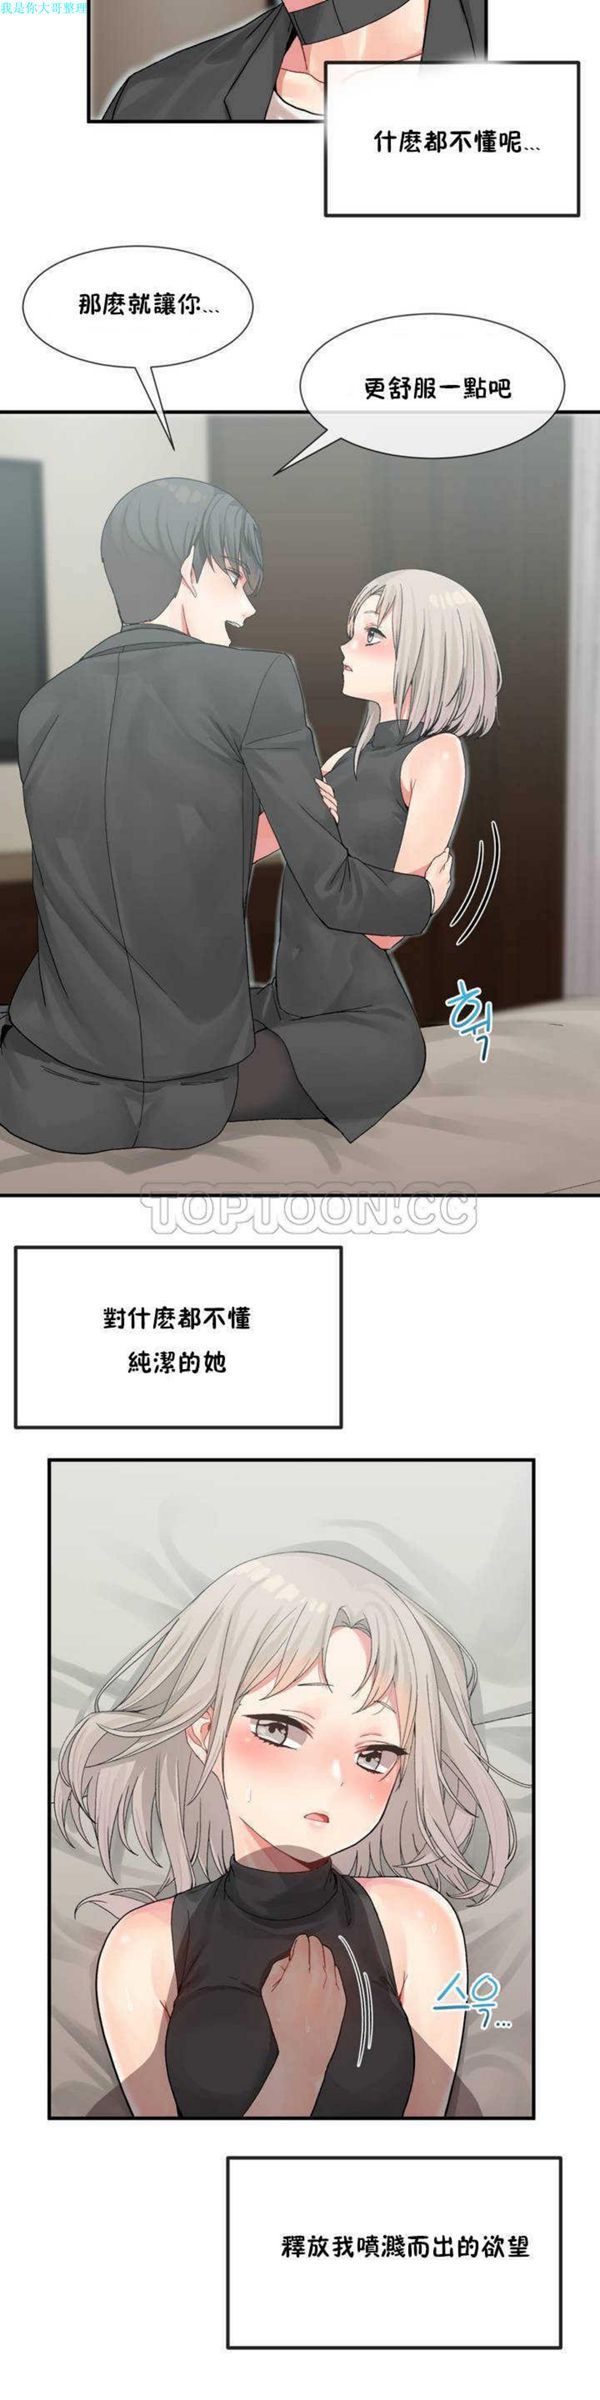 我是你大哥整理
什麼都不懂呢...
那麼就讓你...
更舒服一點吧
헉
TOPTOON.CC
對什麼都不懂
純潔的她
스윽...
釋放我噴濺而出的欲望